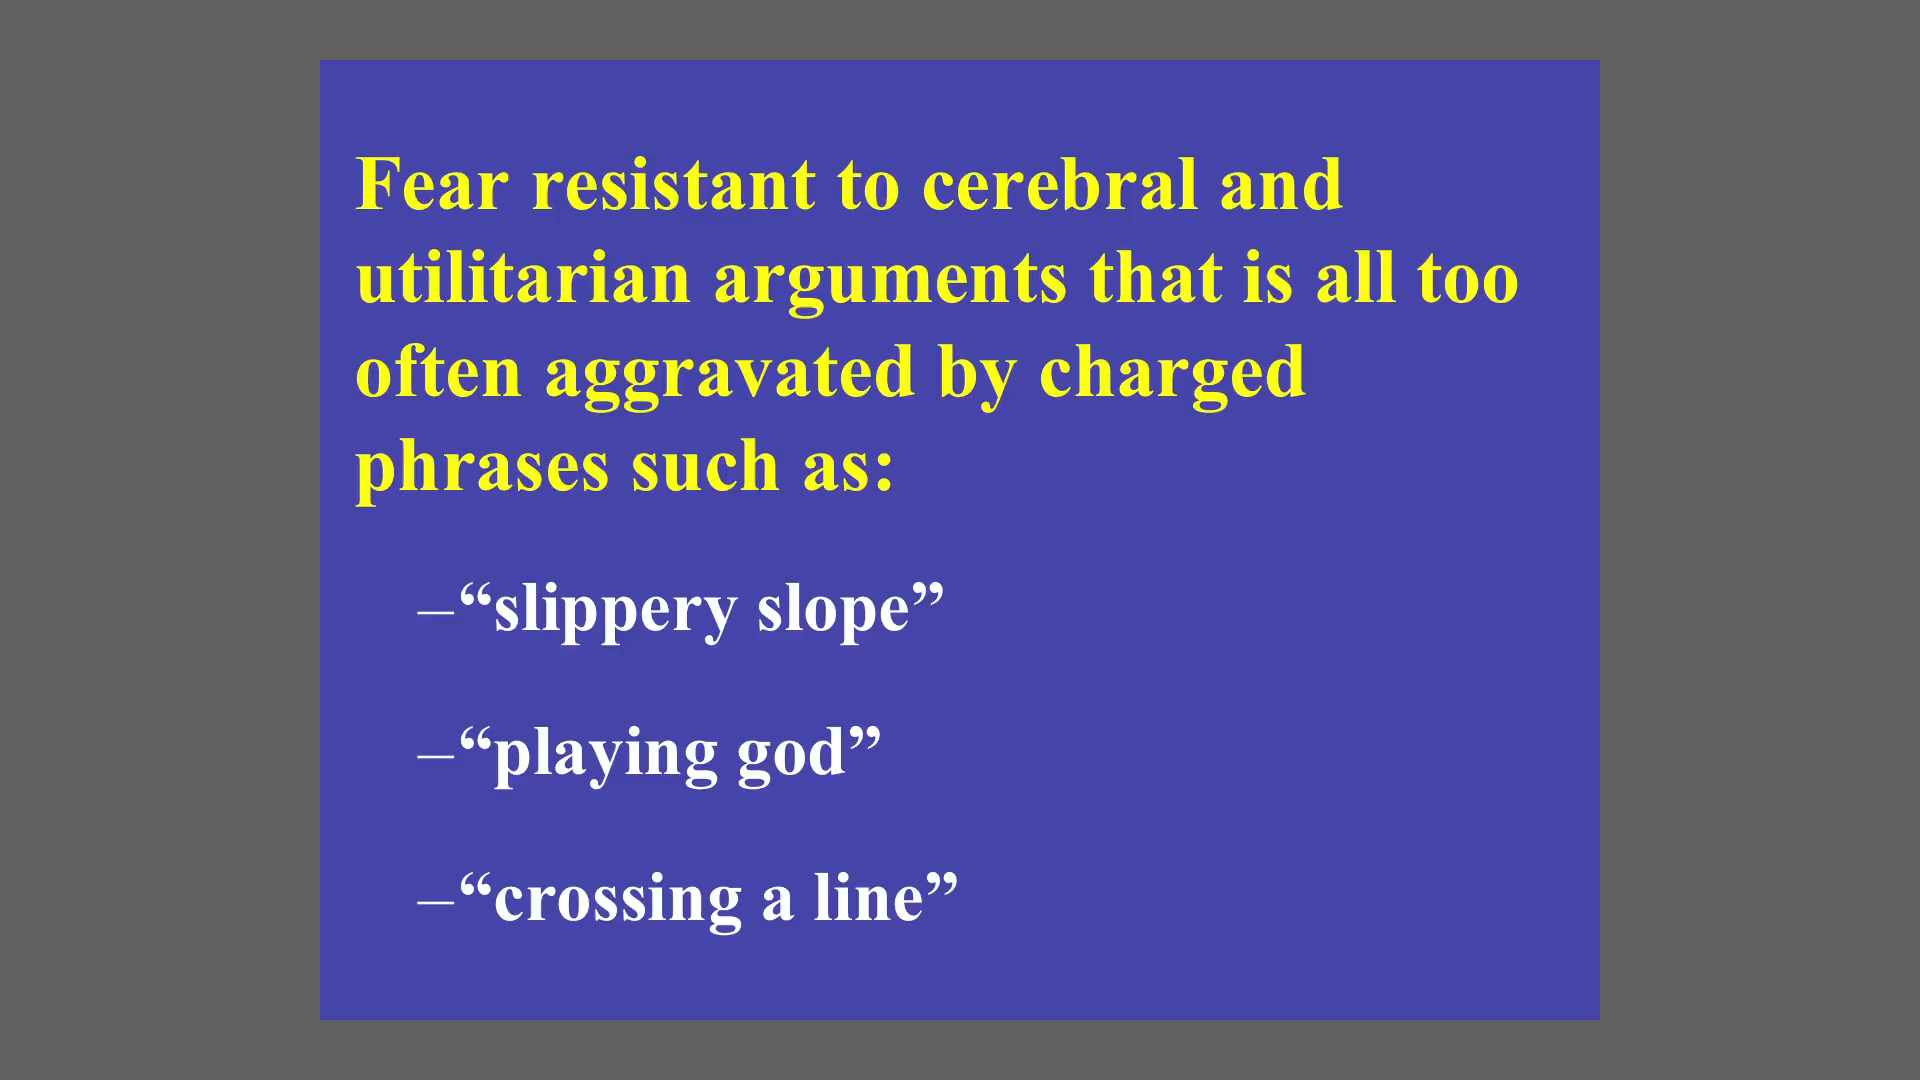 Fear resistant to cerebral and
utilitarian arguments that is all too
often aggravated by charged
phrases such as:
–“slippery slope”
–“playing god”
–“crossing a line”